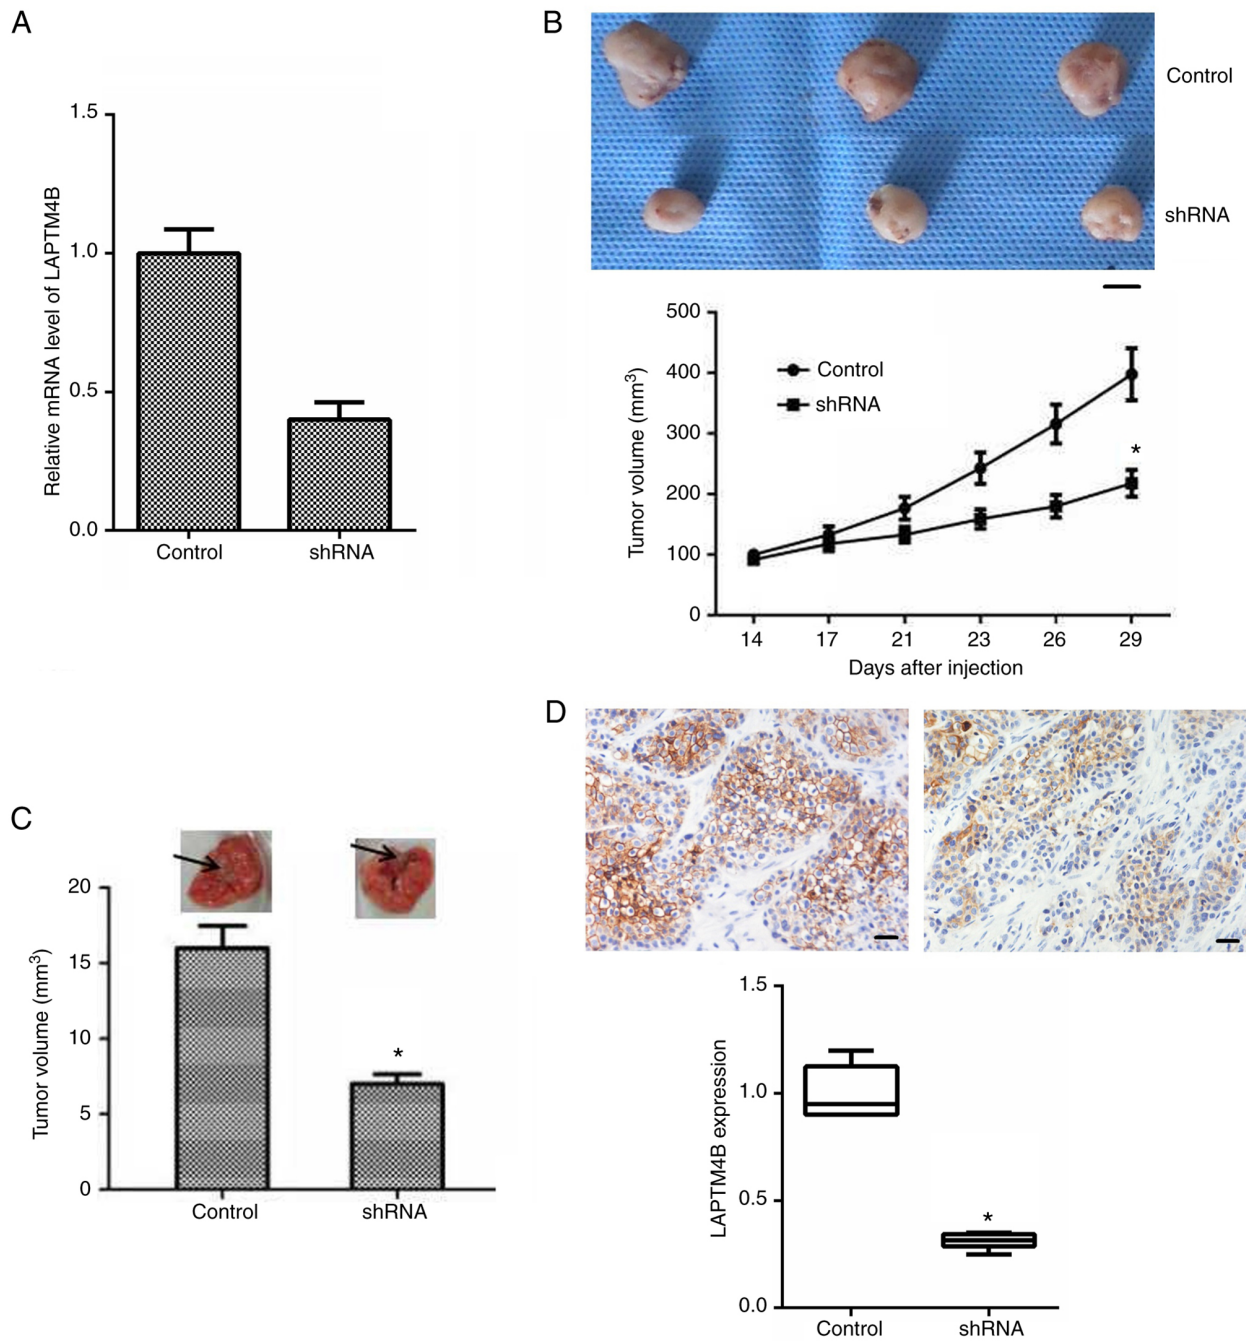 A
Relative mRNA level of LAPTM4B
1.5
1.0
0.5
0.0
Control
shRNA
B
Control
shRNA
Tumor volume (mm³)
500
400
300
200
100
0
Control
shRNA
*
14 17 21 23 26 29
Days after injection
C
Tumor volume (mm³)
20
15
10
5
0
*
Control
shRNA
D
LAPTM4B expression
1.5
1.0
0.5
0.0
*
Control
shRNA